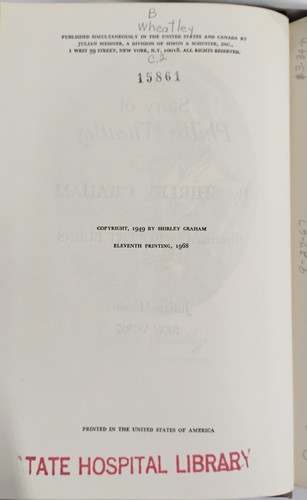 B
Wheatley
PUBLISHED SIMULTANEOUSLY IN THE UNITED STATES AND CANADA BY
JULIAN MESSNER, A DIVISION OF SIMON & SCHUSTER, INC.,
1 WEST 39 STREET, NEW YORK, N.Y. 10018. ALL RIGHTS RESERVED.
C.2
15861
COPYRIGHT, 1949 BY SHIRLEY GRAHAM
ELEVENTH PRINTING, 1968
PRINTED IN THE UNITED STATES OF AMERICA
TATE HOSPITAL LIBRARY